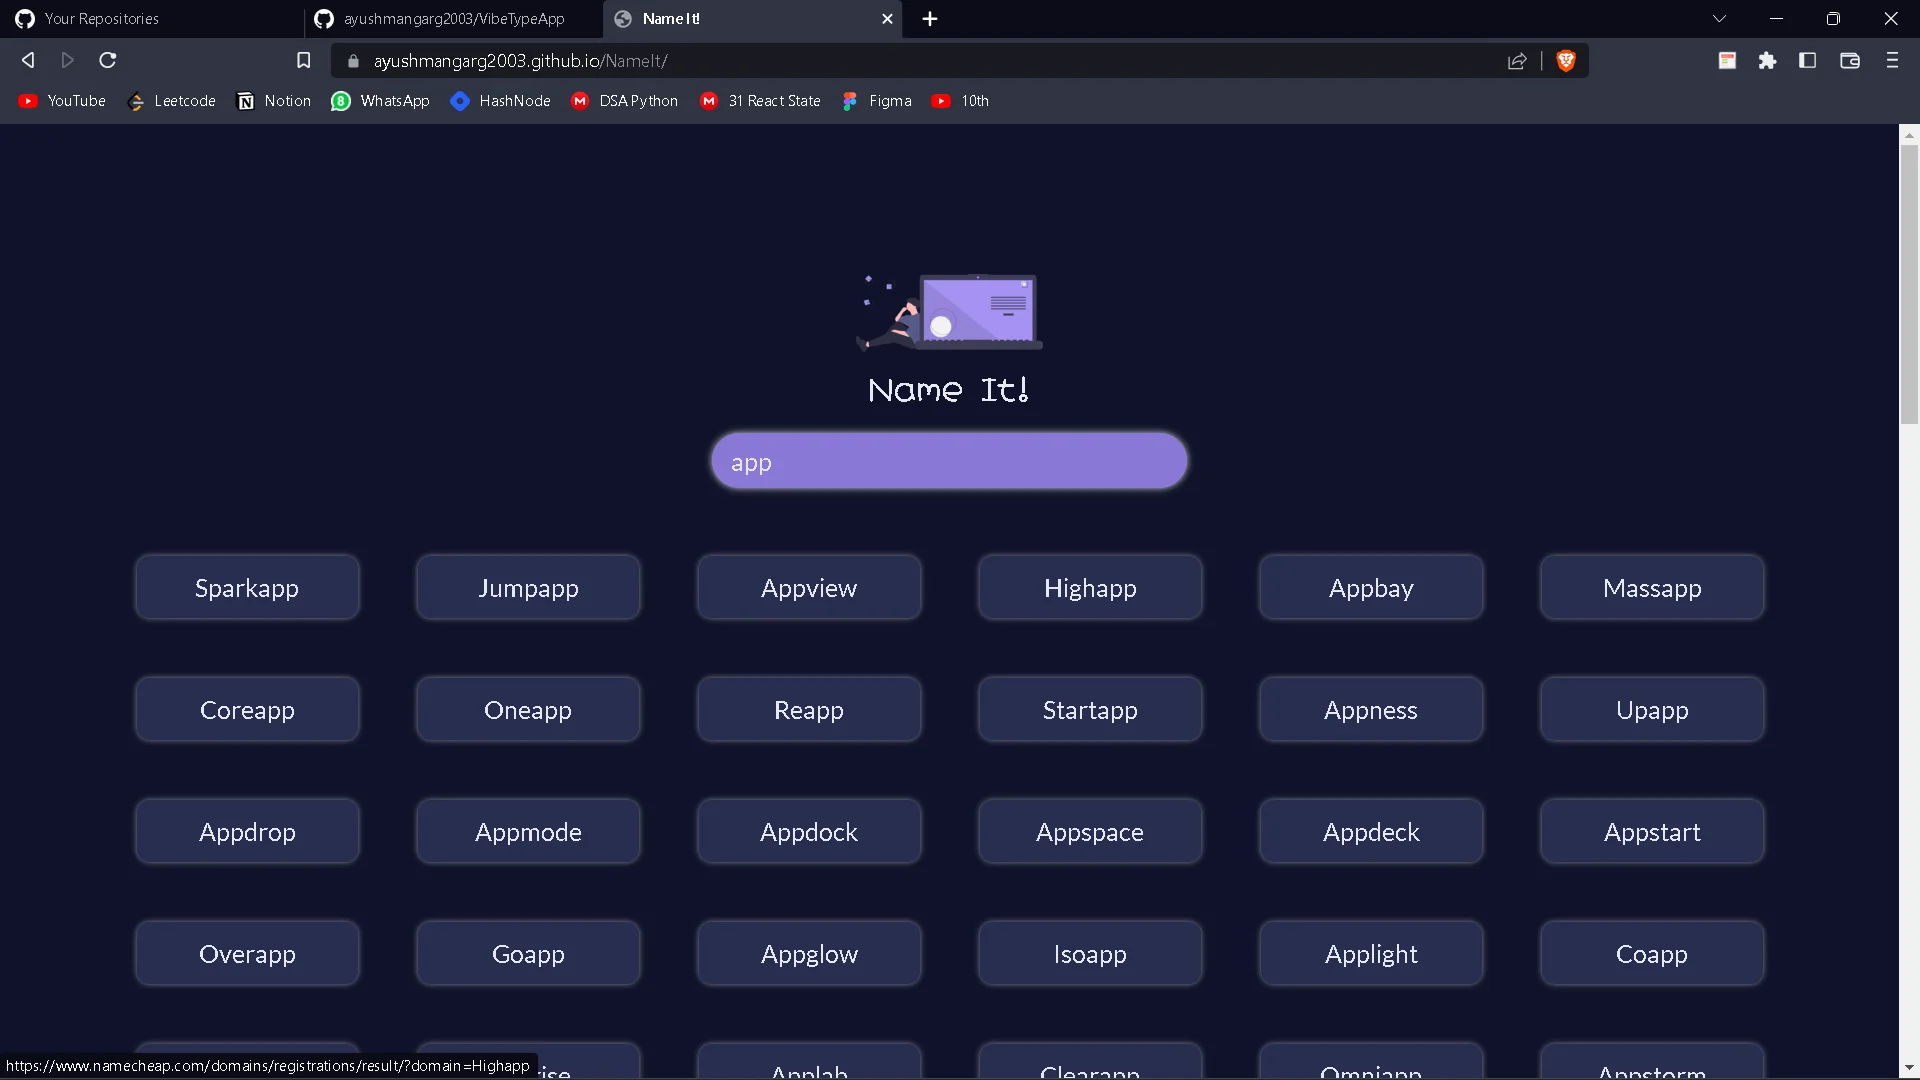 Your Repositories
ayushmangarg2003/VibeTypeApp
Name It!
ayushmangarg2003.github.io/NameIt/
YouTube
Leetcode
Notion
8 WhatsApp
HashNode
M DSA Python
M 31 React State
Figma
10th
Name It!
app
Sparkapp Jumpapp Appview Highapp Appbay Massapp
Coreapp Oneapp Reapp Startapp Appness Upapp
Appdrop Appmode Appdock Appspace Appdeck Appstart
Overapp Goapp Appglow Isoapp Applight Coapp
Applab Clearapp Omniapp Appstorm
https://www.namecheap.com/domains/registrations/result/?domain=Highapp